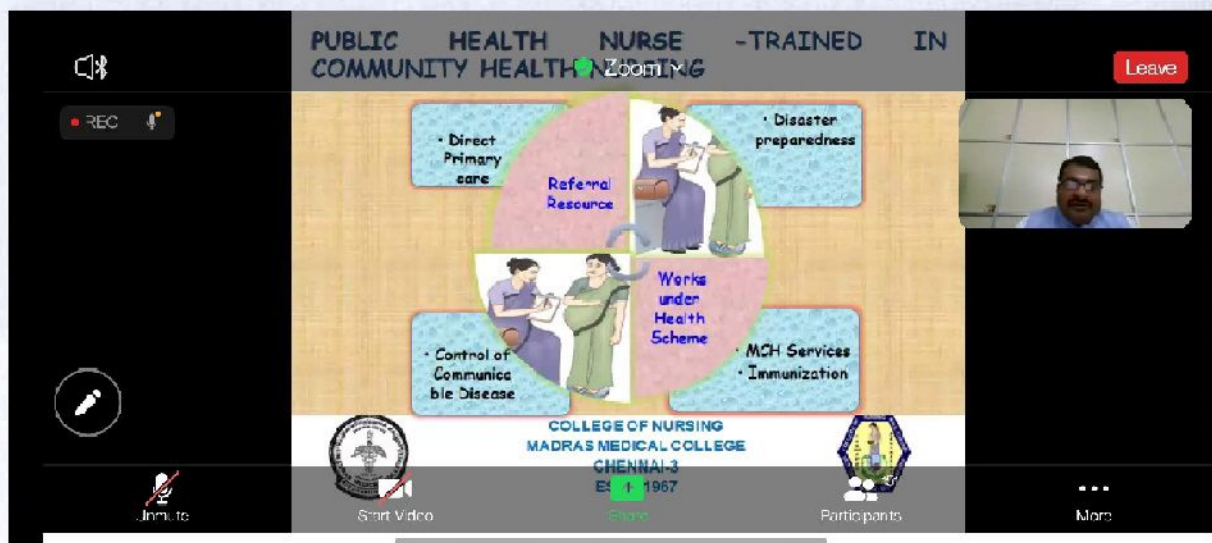 PUBLIC HEALTH NURSE -TRAINED IN
COMMUNITY HEALTH NURSING
Zoom
Leave
REC
• Direct
Primary
care
• Disaster
preparedness
Referral
Resource
Works
under
Health
Scheme
• Control of
Communica
ble Disease
• MCH Services
• Immunization
COLLEGE OF NURSING
MADRAS MEDICAL COLLEGE
CHENNAI-3
1967
Unmute
Start Video
Share
Participants
More